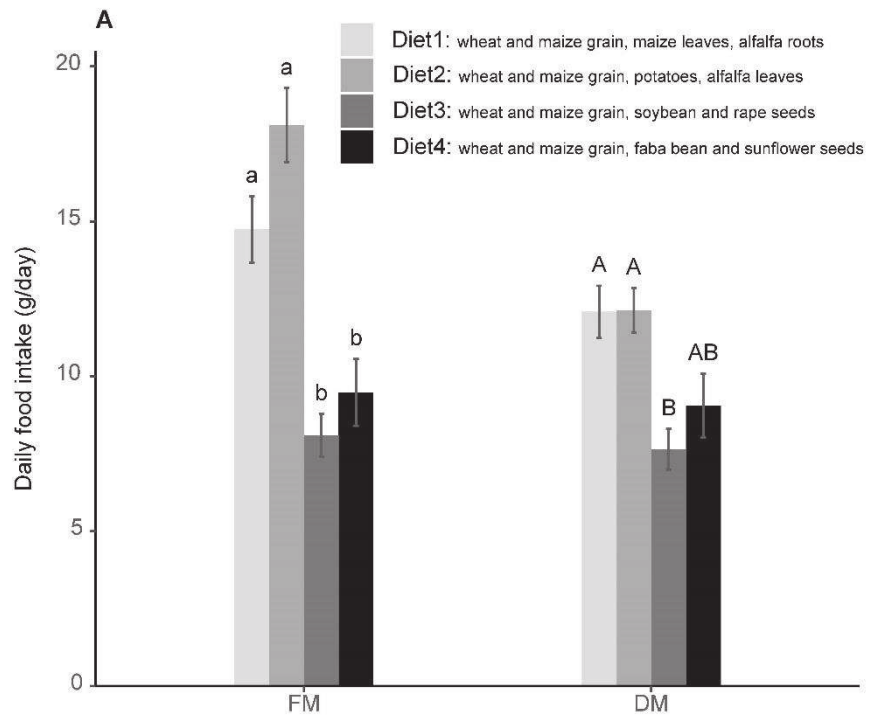 A
Diet1: wheat and maize grain, maize leaves, alfalfa roots
Diet2: wheat and maize grain, potatoes, alfalfa leaves
Diet3: wheat and maize grain, soybean and rape seeds
Diet4: wheat and maize grain, faba bean and sunflower seeds
Daily food intake (g/day)
20
15
10
5
0
a
a
b
b
A
A
B
AB
FM
DM